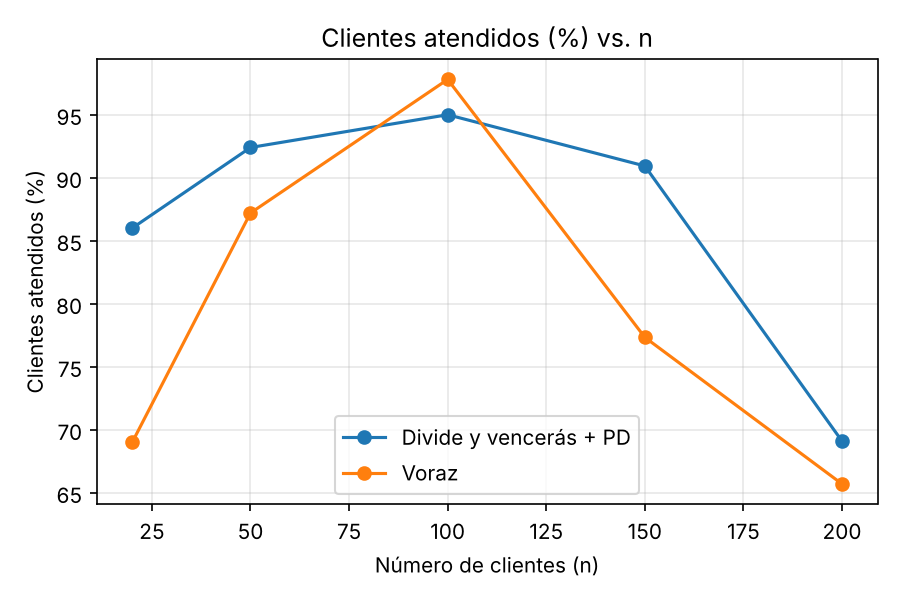 Clientes atendidos (%) vs. n
Clientes atendidos (%)
95
90
85
80
75
70
65
Divide y vencerás + PD
Voraz
25 50 75 100 125 150 175 200
Número de clientes (n)